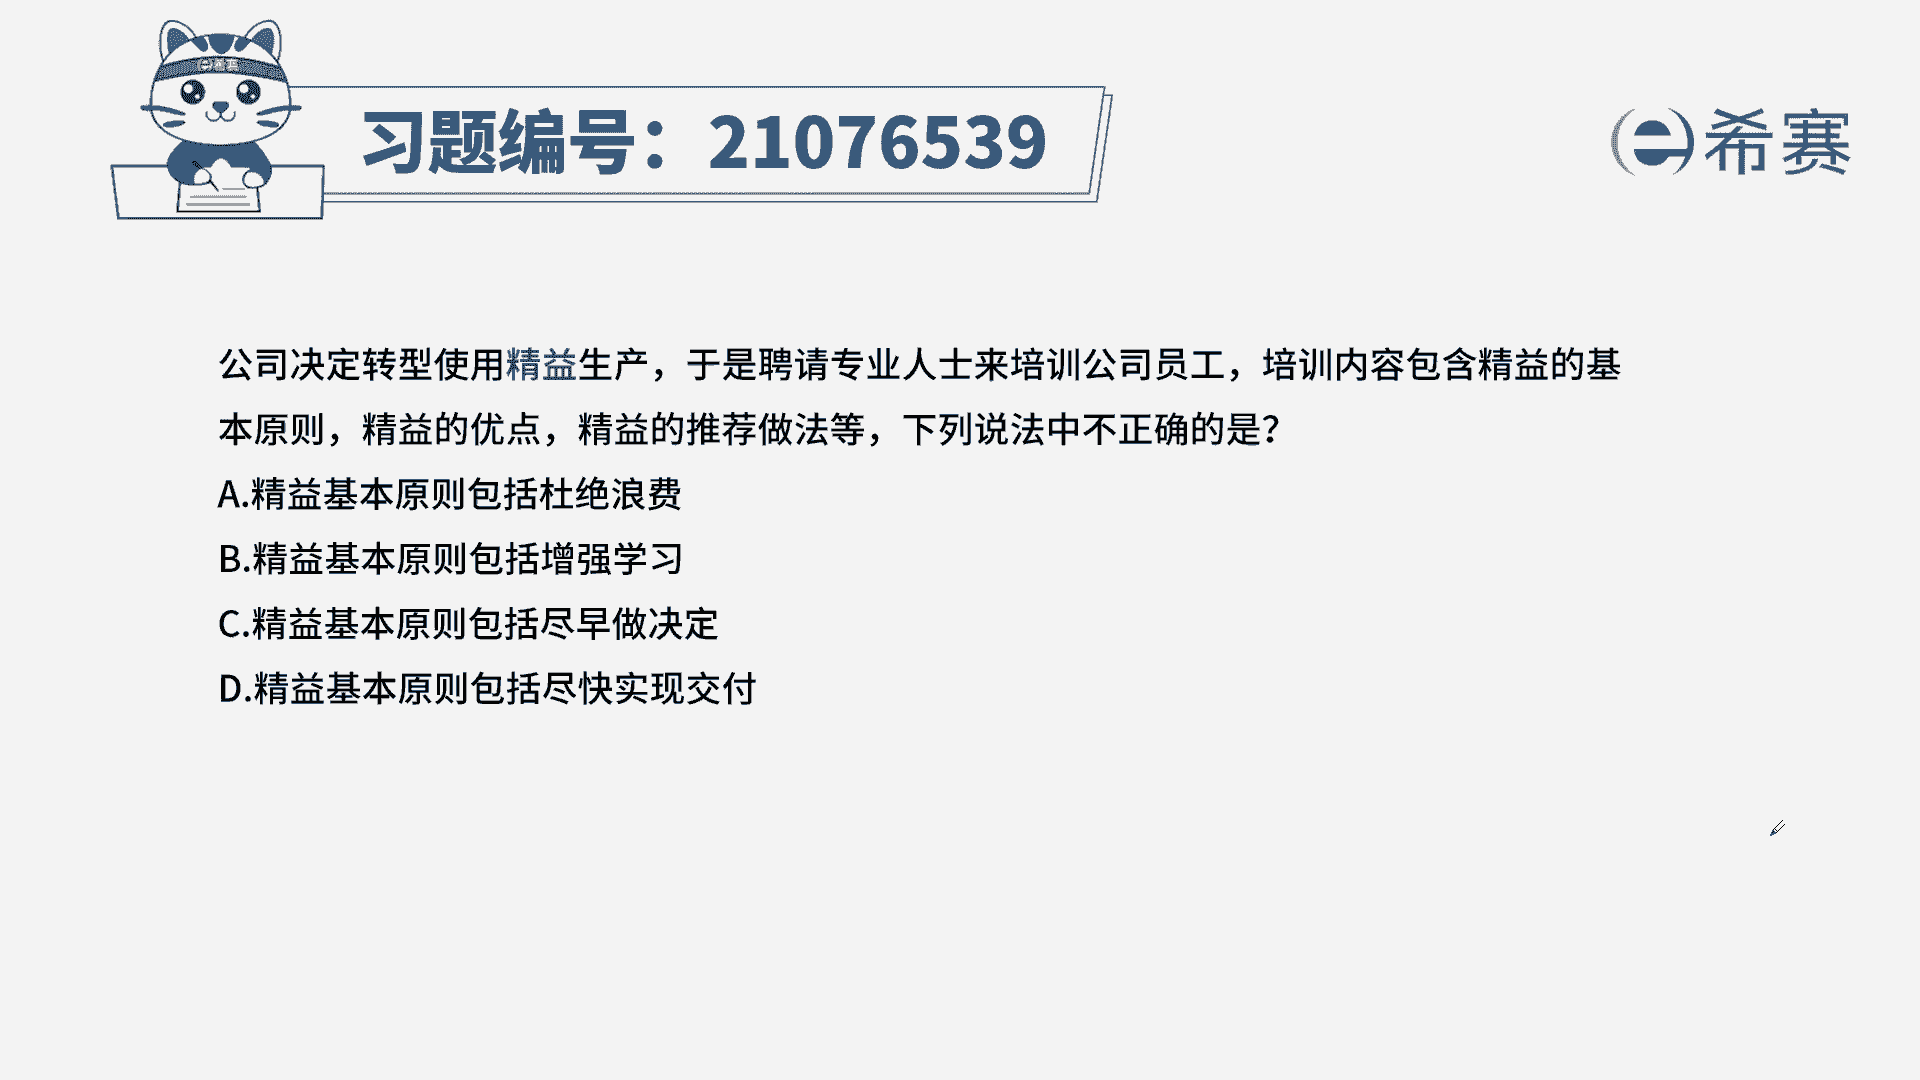 e希赛
习题编号：21076539
e希赛
公司决定转型使用精益生产，于是聘请专业人士来培训公司员工，培训内容包含精益的基
本原则，精益的优点，精益的推荐做法等，下列说法中不正确的是？
A.精益基本原则包括杜绝浪费
B.精益基本原则包括增强学习
C.精益基本原则包括尽早做决定
D.精益基本原则包括尽快实现交付